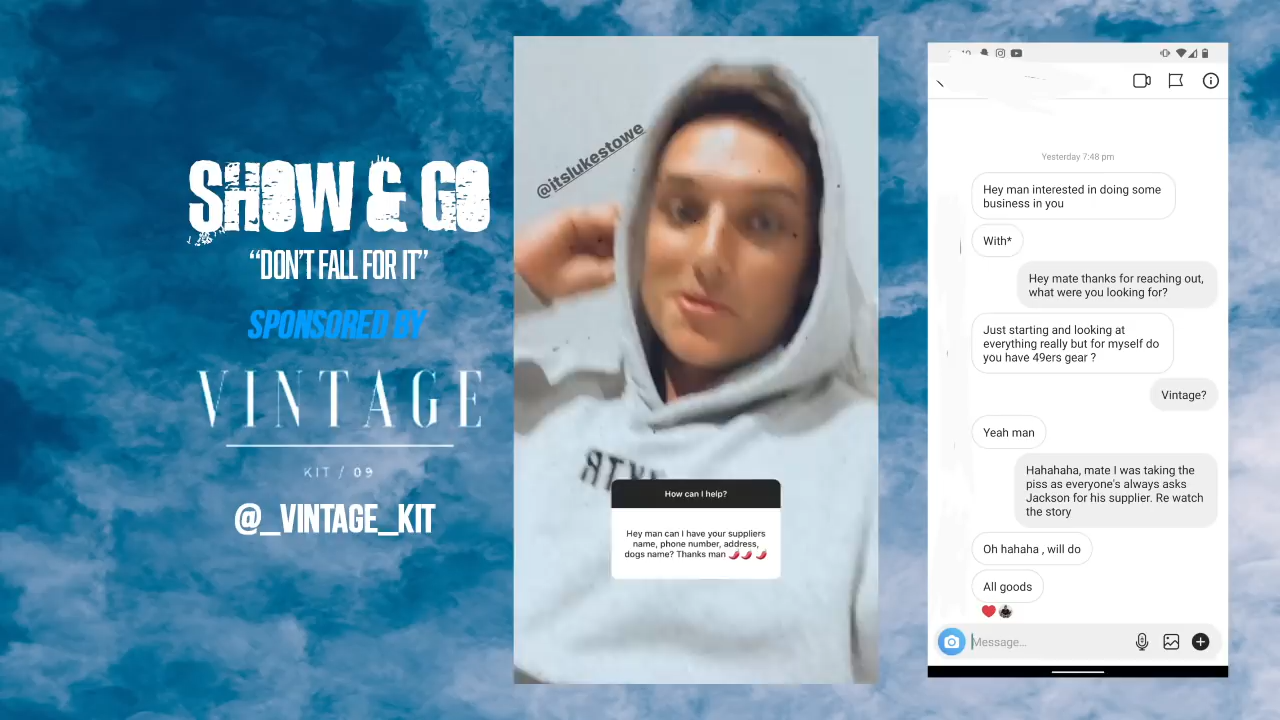 SHOW & GO
"DON'T FALL FOR IT"
SPONSORED BY
VINTAGE
KIT / 09
@_VINTAGE_KIT
@itslukestowe
How can I help?
Hey man can I have your suppliers
name, phone number, address,
dogs name? Thanks man 🌶️🌶️🌶️
Yesterday 7:48 pm
Hey man interested in doing some
business in you
With*
Hey mate thanks for reaching out,
what were you looking for?
Just starting and looking at
everything really but for myself do
you have 49ers gear ?
Vintage?
Yeah man
Hahahaha, mate I was taking the
piss as everyone's always asks
Jackson for his supplier. Re watch
the story
Oh hahaha , will do
All goods
Message...